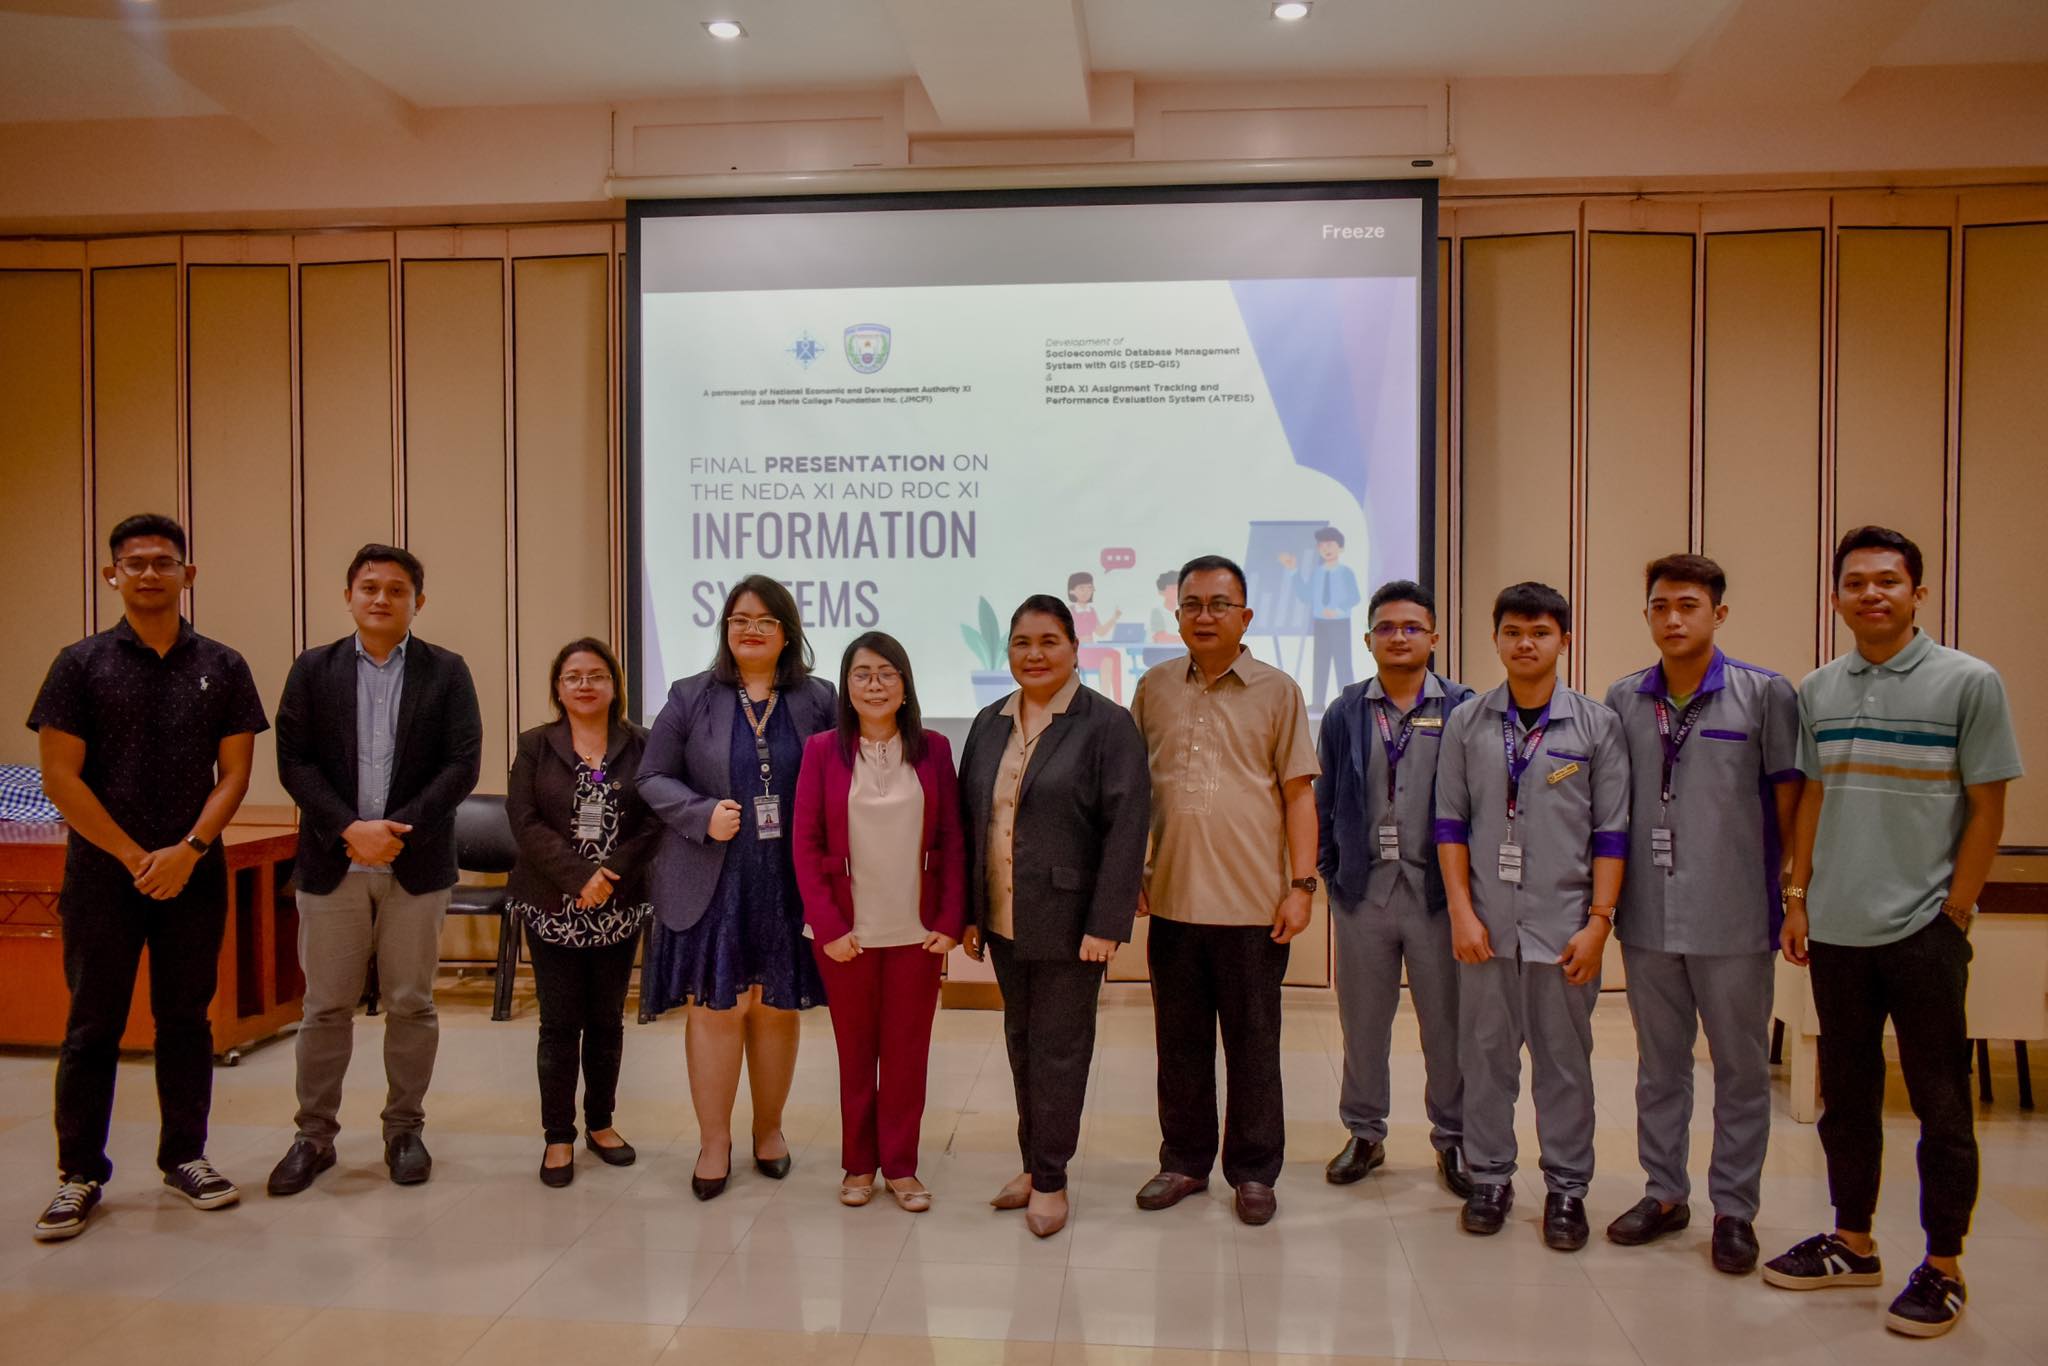 Freeze
A partnership of National Economic and Development Authority XI
and Jose Maria College Foundation Inc. (JMCFI)
Development of
Socioeconomic Database Management
System with GIS (SED-GIS)
&
NEDA XI Assignment Tracking and
Performance Evaluation System (ATPEIS)
FINAL PRESENTATION ON
THE NEDA XI AND RDC XI
INFORMATION